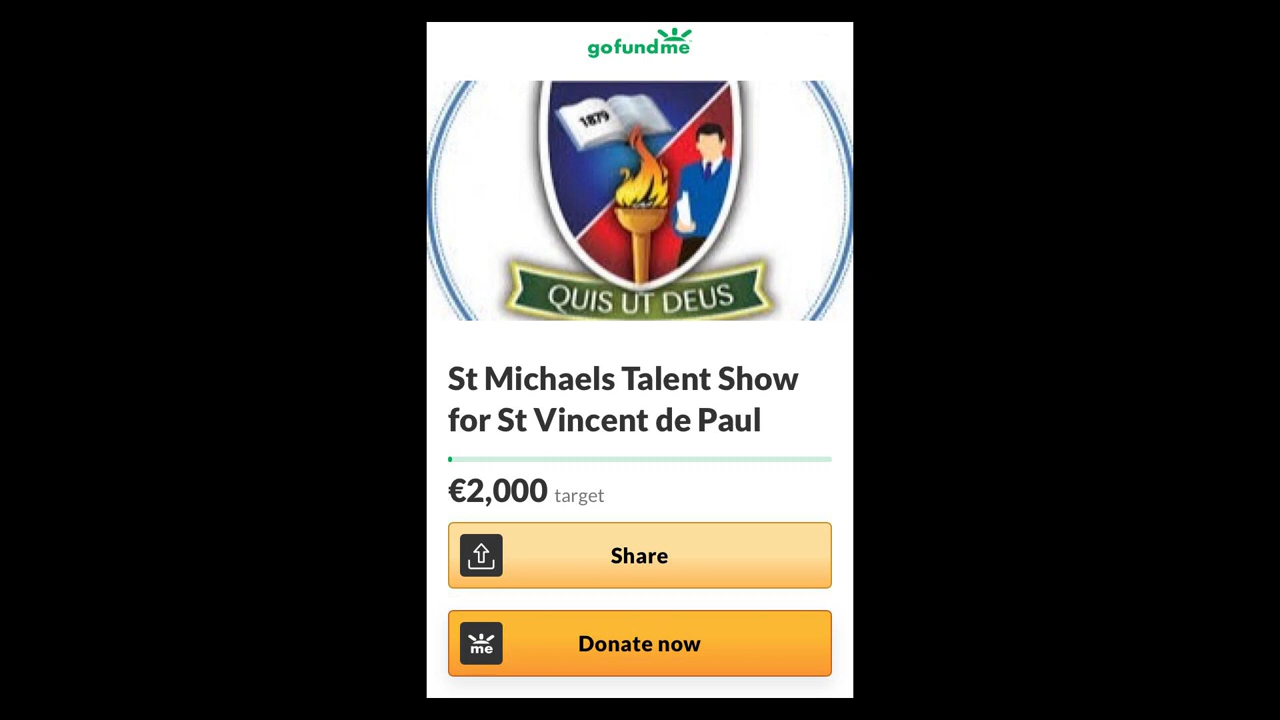 gofundme
1879
QUIS UT DEUS
St Michaels Talent Show
for St Vincent de Paul
€2,000 target
Share
me
Donate now